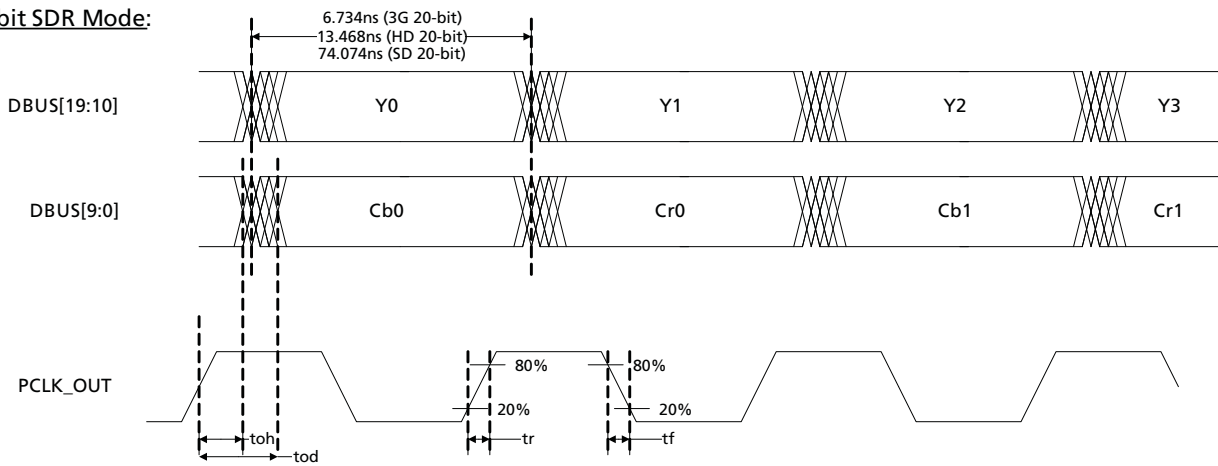 bit SDR Mode:
6.734ns (3G 20-bit)
13.468ns (HD 20-bit)
74.074ns (SD 20-bit)
DBUS[19:10]
Y0
Y1
Y2
Y3
DBUS[9:0]
Cb0
Cr0
Cb1
Cr1
PCLK_OUT
80%
80%
20%
20%
toh
tr
tf
tod